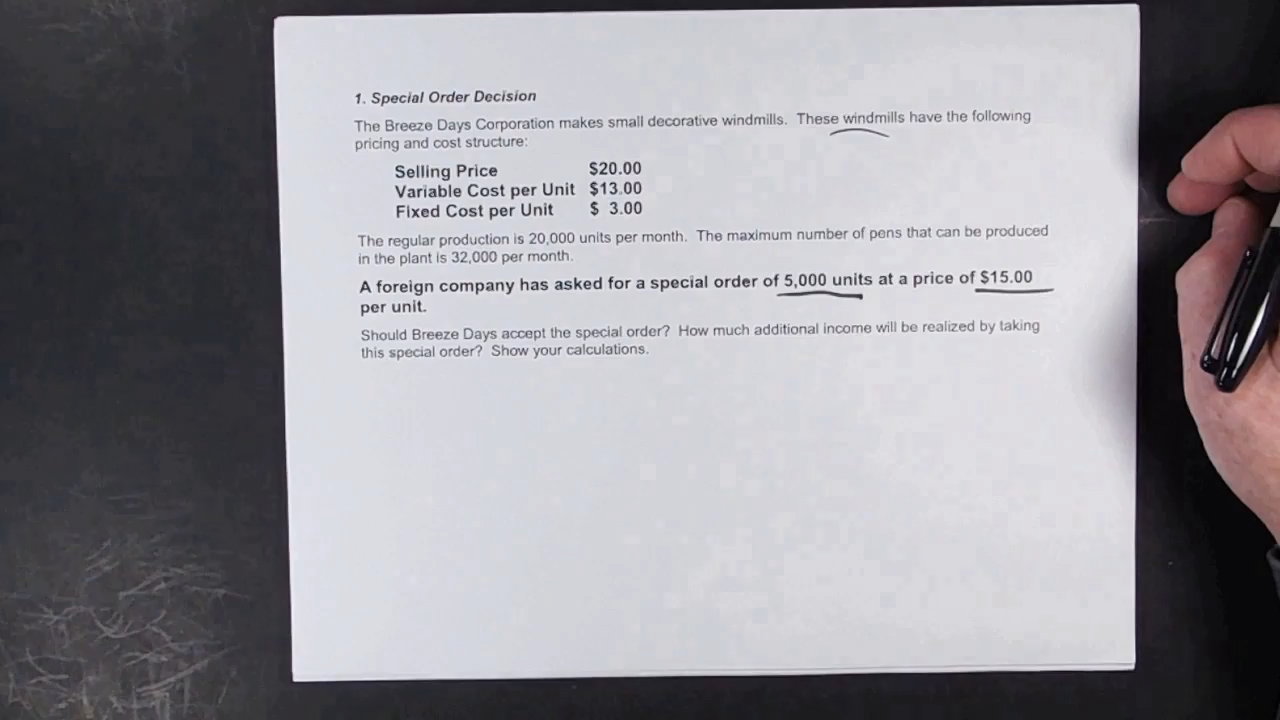 1. Special Order Decision
The Breeze Days Corporation makes small decorative windmills. These windmills have the following
pricing and cost structure:
Selling Price $20.00
Variable Cost per Unit $13.00
Fixed Cost per Unit $ 3.00
The regular production is 20,000 units per month. The maximum number of pens that can be produced
in the plant is 32,000 per month.
A foreign company has asked for a special order of 5,000 units at a price of $15.00
per unit.
Should Breeze Days accept the special order? How much additional income will be realized by taking
this special order? Show your calculations.